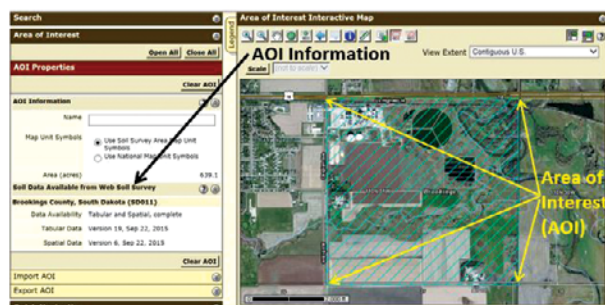 Search
Area of Interest
Open All Close All
AOI Properties
Clear AOI
AOI Information
Name
Map Unit Symbols
Use Soil Survey Area Map Unit Symbols
Use National Map Unit Symbols
Area (acres) 639.1
Soil Data Available from Web Soil Survey
Brookings County, South Dakota (SD011)
Data Availability Tabular and Spatial, complete
Tabular Data Version 19, Sep 22, 2015
Spatial Data Version 6, Sep 22, 2015
Clear AOI
Import AOI
Export AOI
Legend
Area of Interest Interactive Map
AOI Information
View Extent Contiguous U.S.
Scale (not to scale)
Area of
Interest
(AOI)